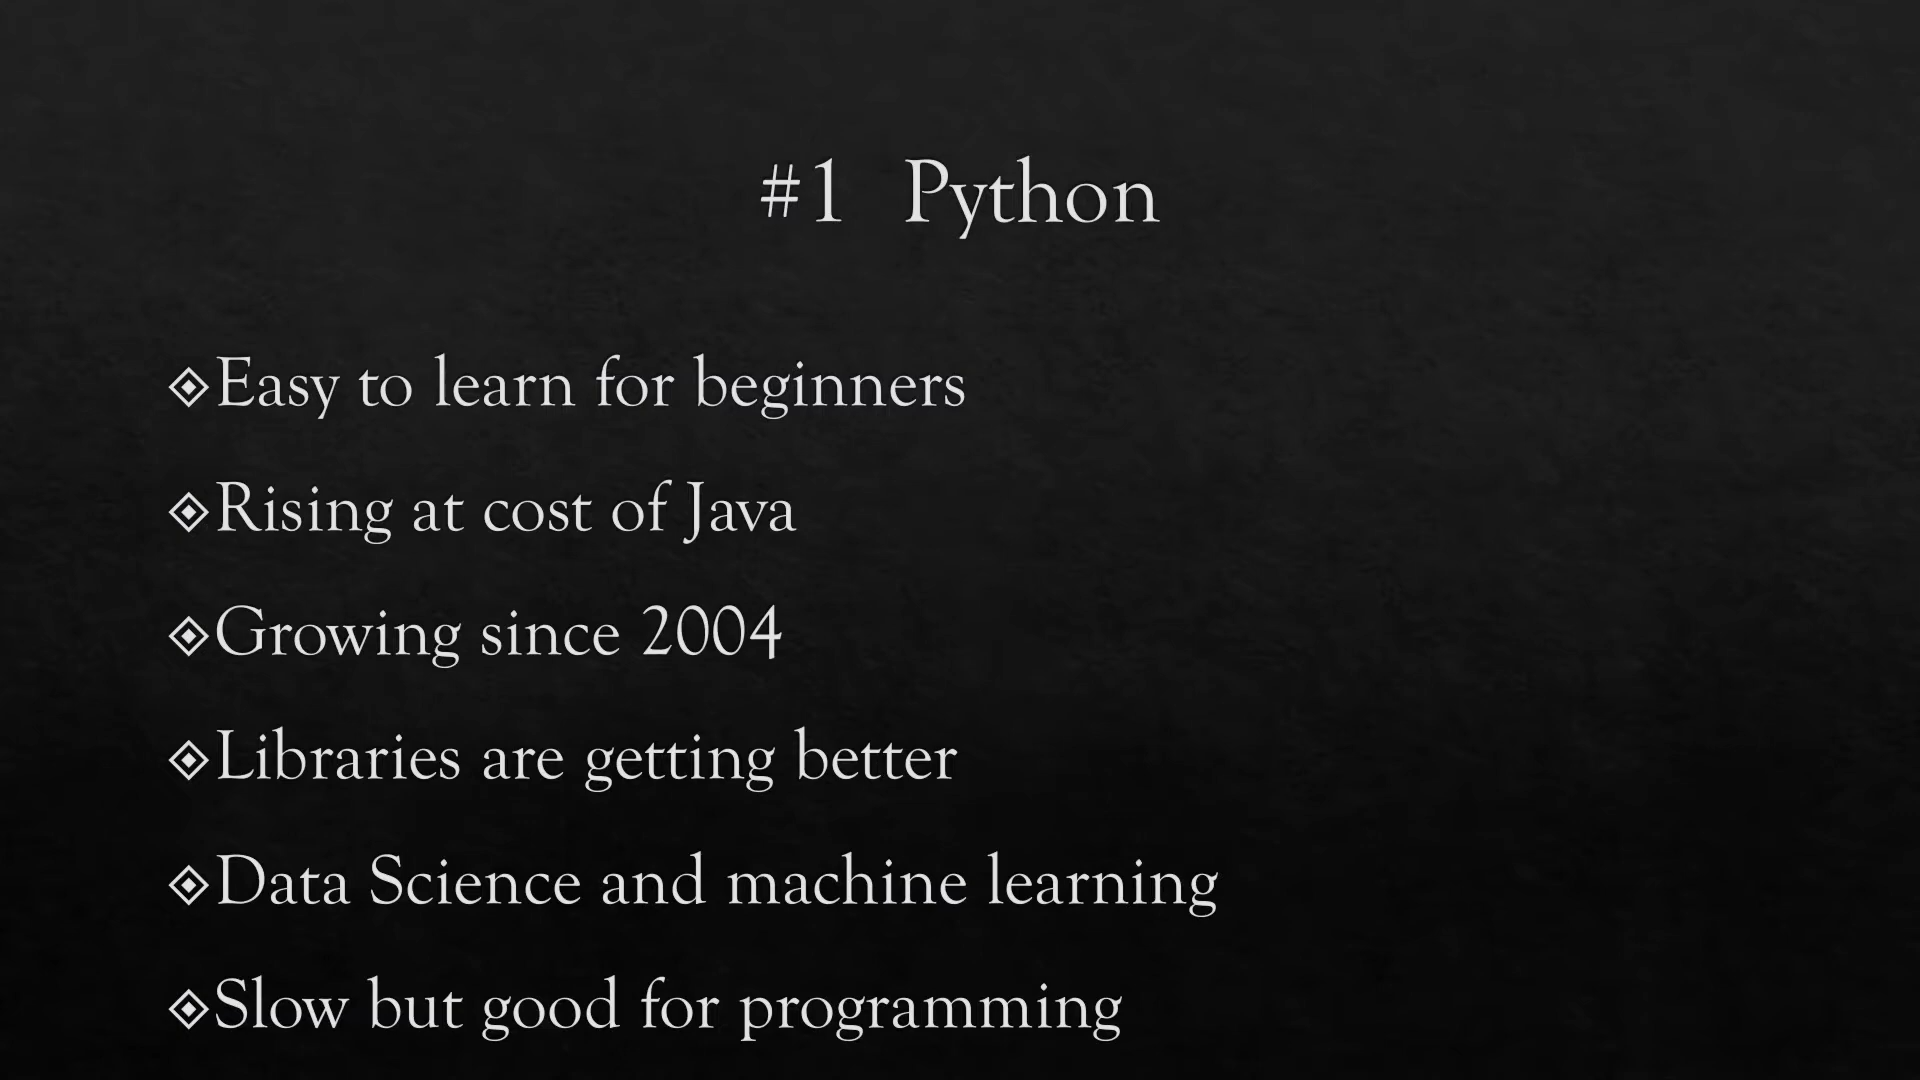 #1 Python
Easy to learn for beginners
Rising at cost of Java
Growing since 2004
Libraries are getting better
Data Science and machine learning
Slow but good for programming